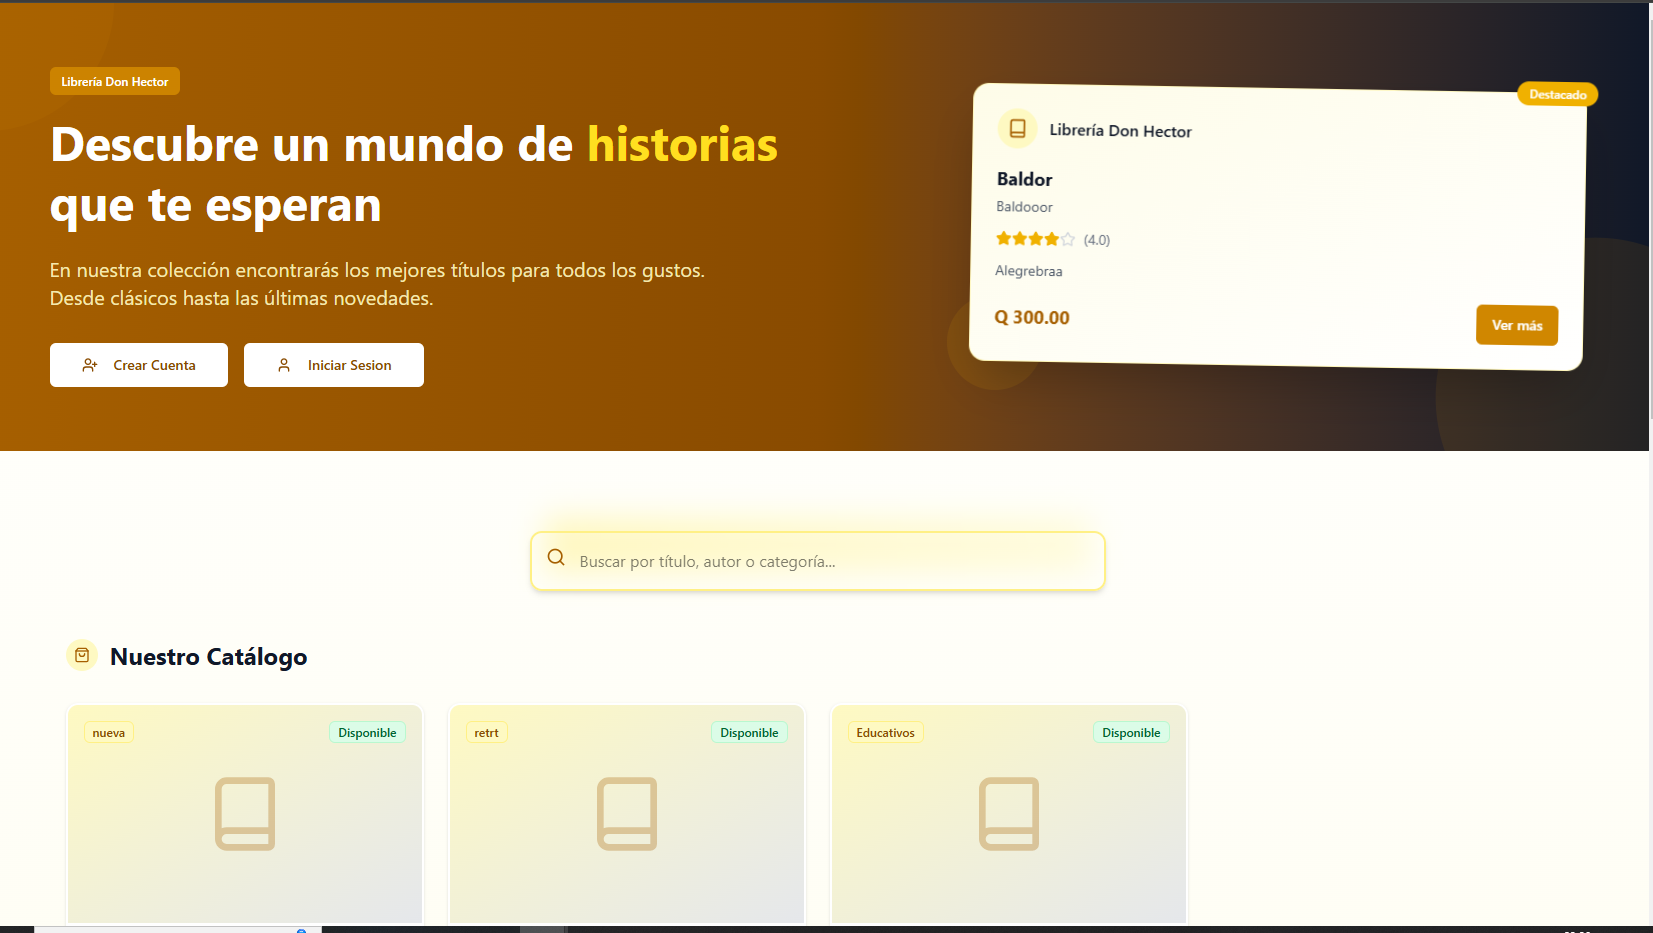 Librería Don Hector
Descubre un mundo de historias
que te esperan
En nuestra colección encontrarás los mejores títulos para todos los gustos.
Desde clásicos hasta las últimas novedades.
Crear Cuenta
Iniciar Sesion
Destacado
Librería Don Hector
Baldor
Baldooor
(4.0)
Alegrebraa
Q 300.00
Ver más
Buscar por título, autor o categoría...
Nuestro Catálogo
nueva
Disponible
retrt
Disponible
Educativos
Disponible